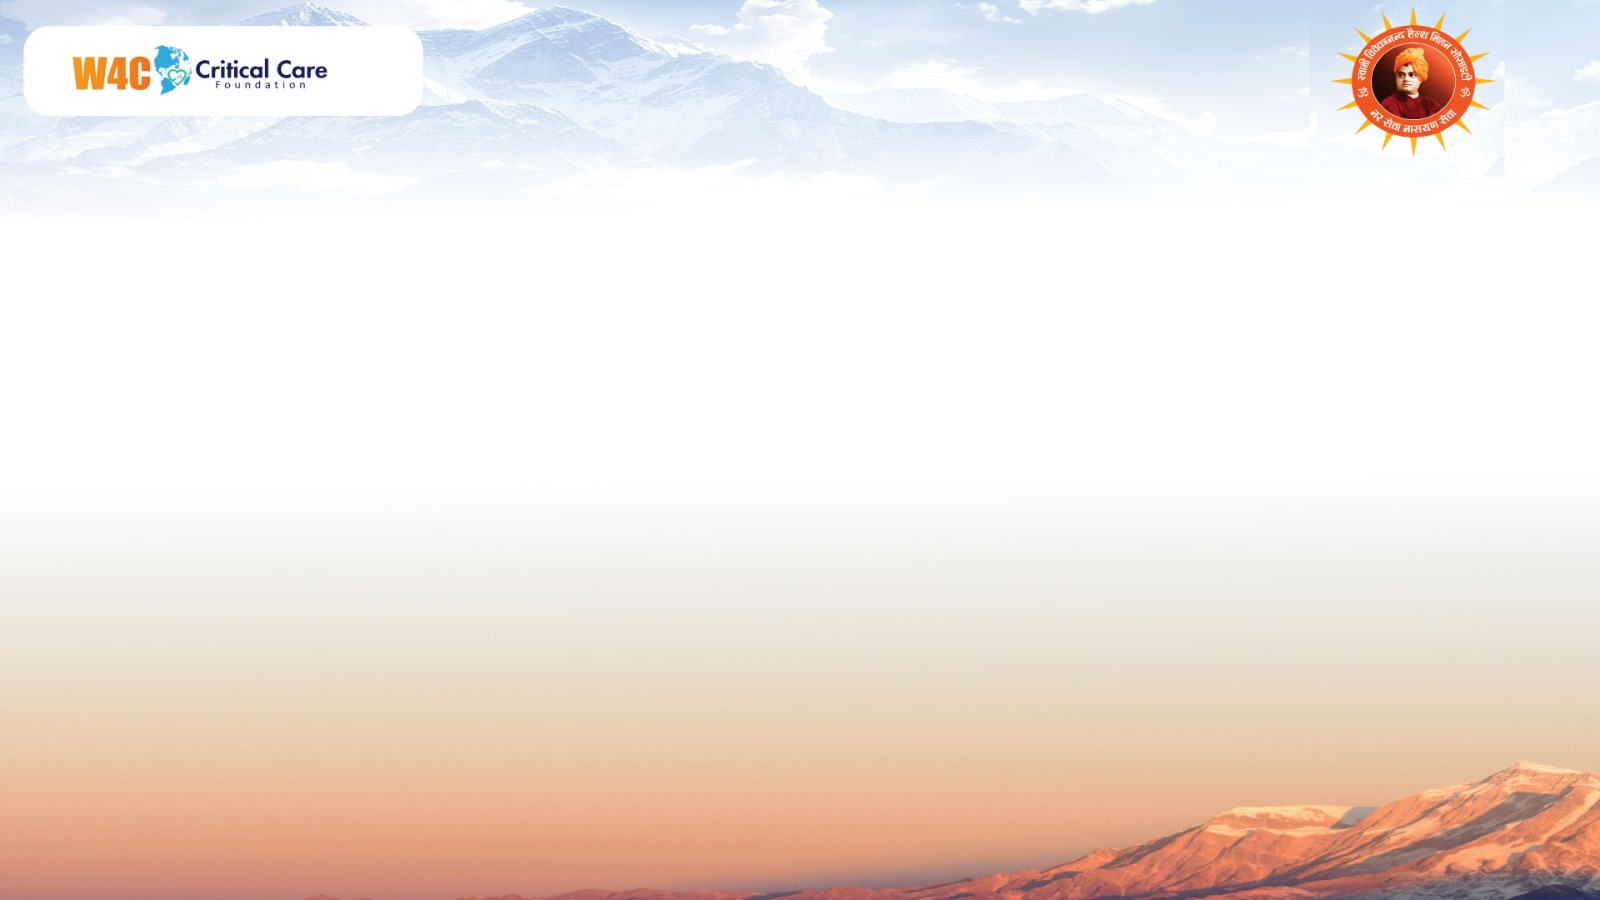 W4C Critical Care
Foundation
स्वामी विवेकानन्द हैल्थ मिशन सोसाइटी
ॐ ॐ
नर सेवा नारायण सेवा